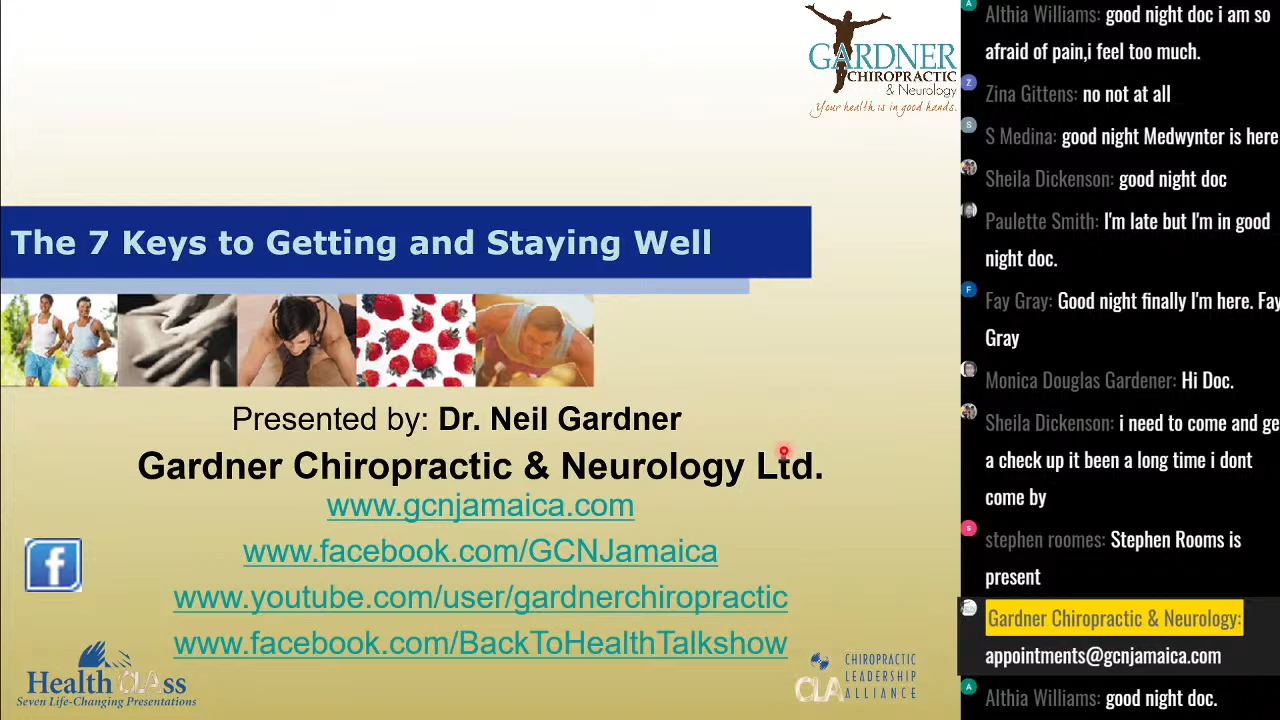 GARDNER
CHIROPRACTIC
& Neurology
Your health is in good hands.
The 7 Keys to Getting and Staying Well
Presented by: Dr. Neil Gardner
Gardner Chiropractic & Neurology Ltd.
www.gcnjamaica.com
www.facebook.com/GCNJamaica
www.youtube.com/user/gardnerchiropractic
www.facebook.com/BackToHealthTalkshow
f
Health CLAss
Seven Life-Changing Presentations
CLA
CHIROPRACTIC
LEADERSHIP
ALLIANCE
A
Althia Williams: good night doc i am so
afraid of pain,i feel too much.
Z
Zina Gittens: no not at all
S
S Medina: good night Medwynter is here
Sheila Dickenson: good night doc
Paulette Smith: I'm late but I'm in good
night doc.
F
Fay Gray: Good night finally I'm here. Fay
Gray
Monica Douglas Gardener: Hi Doc.
Sheila Dickenson: i need to come and ge
a check up it been a long time i dont
come by
s
stephen roomes: Stephen Rooms is
present
Gardner Chiropractic & Neurology:
appointments@gcnjamaica.com
A
Althia Williams: good night doc.